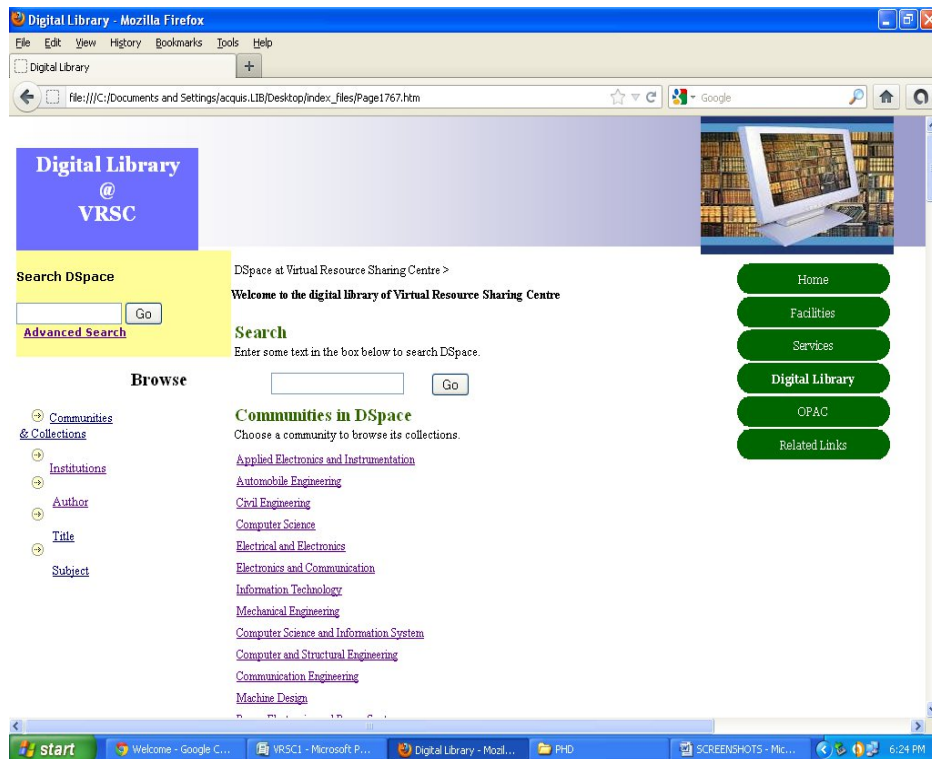 Digital Library - Mozilla Firefox
File Edit View History Bookmarks Tools Help
Digital Library
file:///C:/Documents and Settings/acquis.LIB/Desktop/index_files/Page1767.htm
Google
Digital Library
@
VRSC
Search DSpace
Go
Advanced Search
Browse
Communities
& Collections
Institutions
Author
Title
Subject
DSpace at Virtual Resource Sharing Centre >
Welcome to the digital library of Virtual Resource Sharing Centre
Search
Enter some text in the box below to search DSpace.
Go
Communities in DSpace
Choose a community to browse its collections.
Applied Electronics and Instrumentation
Automobile Engineering
Civil Engineering
Computer Science
Electrical and Electronics
Electronics and Communication
Information Technology
Mechanical Engineering
Computer Science and Information System
Computer and Structural Engineering
Communication Engineering
Machine Design
Home
Facilities
Services
Digital Library
OPAC
Related Links
start
Welcome - Google C...
VRSC1 - Microsoft P...
Digital Library - Mozil...
PHD
SCREENSHOTS - Mic...
6:24 PM